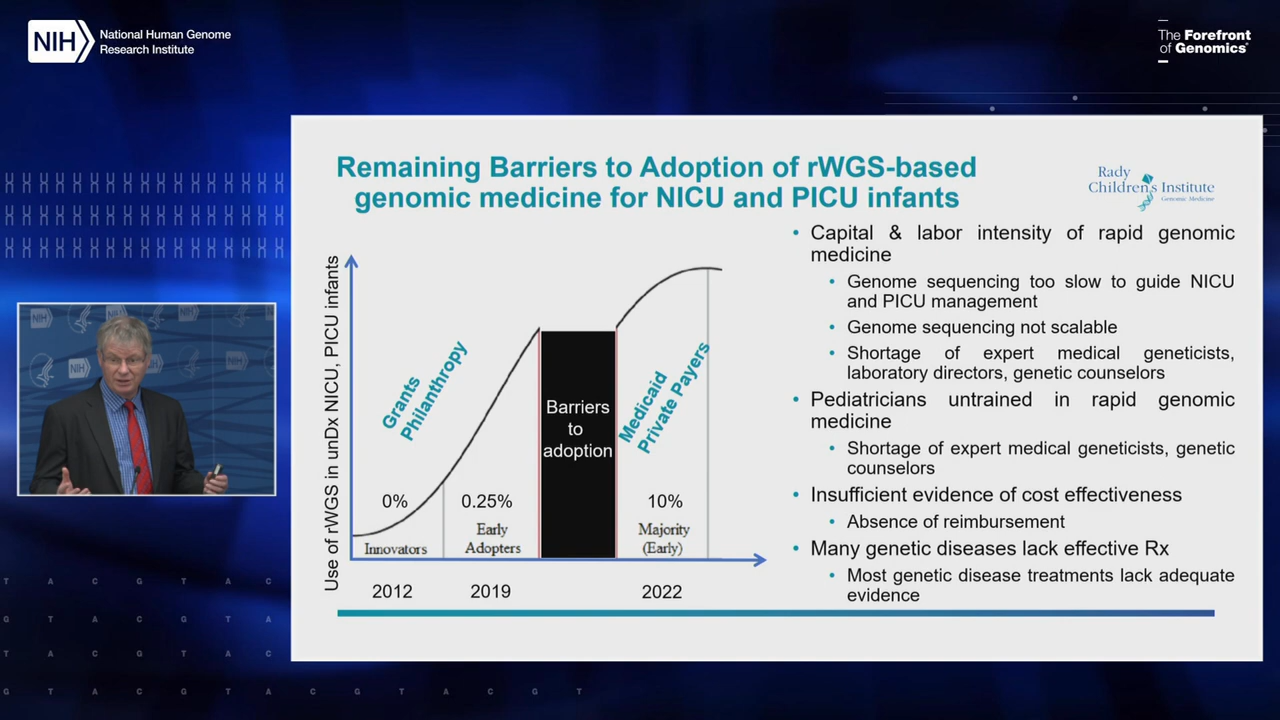 NIH
National Human Genome
Research Institute
The Forefront
of Genomics®
Remaining Barriers to Adoption of rWGS-based
genomic medicine for NICU and PICU infants
Rady
Children's Institute
Genomic Medicine
Use of rWGS in unDx NICU, PICU infants
Grants
Philanthropy
Medicaid
Private Payers
Barriers
to
adoption
0%
0.25%
10%
Innovators
Early
Adopters
Majority
(Early)
2012
2019
2022
• Capital & labor intensity of rapid genomic
medicine
• Genome sequencing too slow to guide NICU
and PICU management
• Genome sequencing not scalable
• Shortage of expert medical geneticists,
laboratory directors, genetic counselors
• Pediatricians untrained in rapid genomic
medicine
• Shortage of expert medical geneticists, genetic
counselors
• Insufficient evidence of cost effectiveness
• Absence of reimbursement
• Many genetic diseases lack effective Rx
• Most genetic disease treatments lack adequate
evidence
NIH
NIH
NIH
T A C G T A C
G T A C G T A C
T A C G T A C
G T A C G T A C G T A C G T